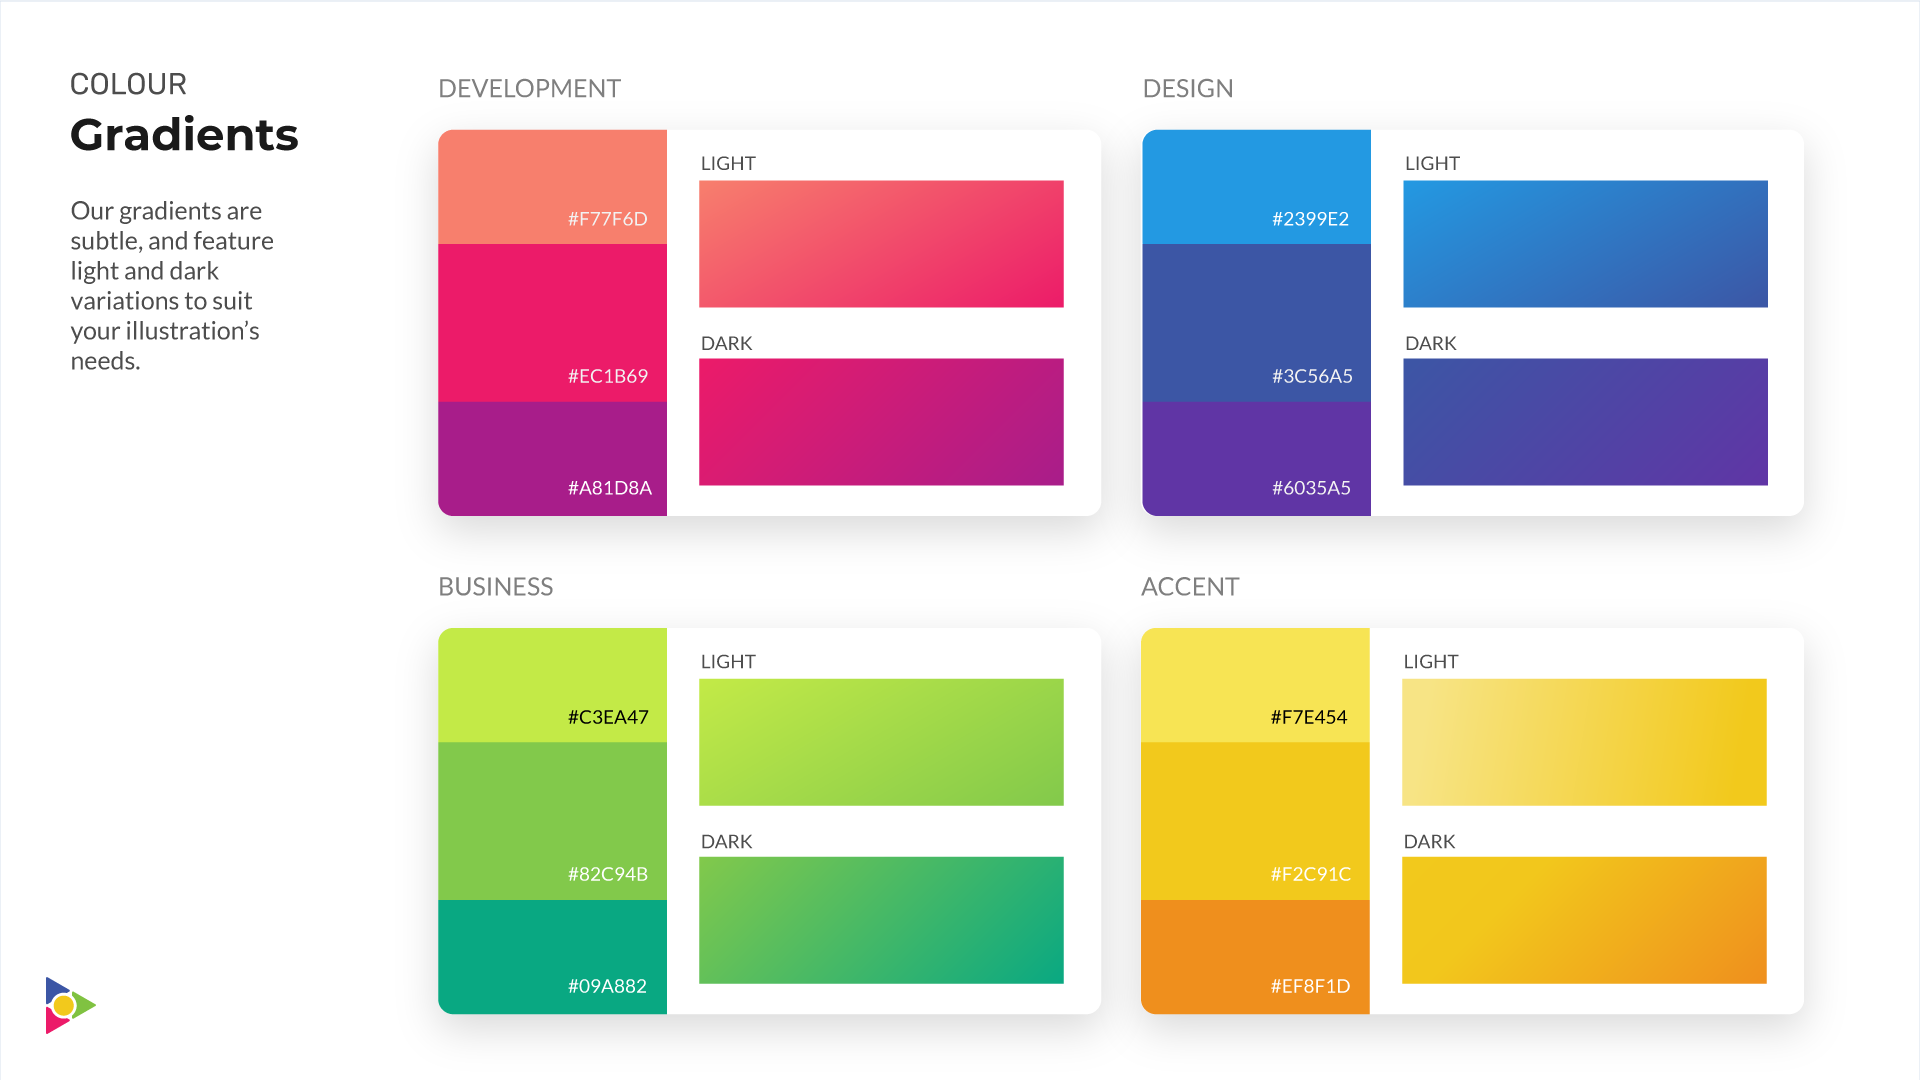 COLOUR
Gradients
Our gradients are
subtle, and feature
light and dark
variations to suit
your illustration’s
needs.
DEVELOPMENT
#F77F6D
#EC1B69
#A81D8A
LIGHT
DARK
DESIGN
#2399E2
#3C56A5
#6035A5
LIGHT
DARK
BUSINESS
#C3EA47
#82C94B
#09A882
LIGHT
DARK
ACCENT
#F7E454
#F2C91C
#EF8F1D
LIGHT
DARK